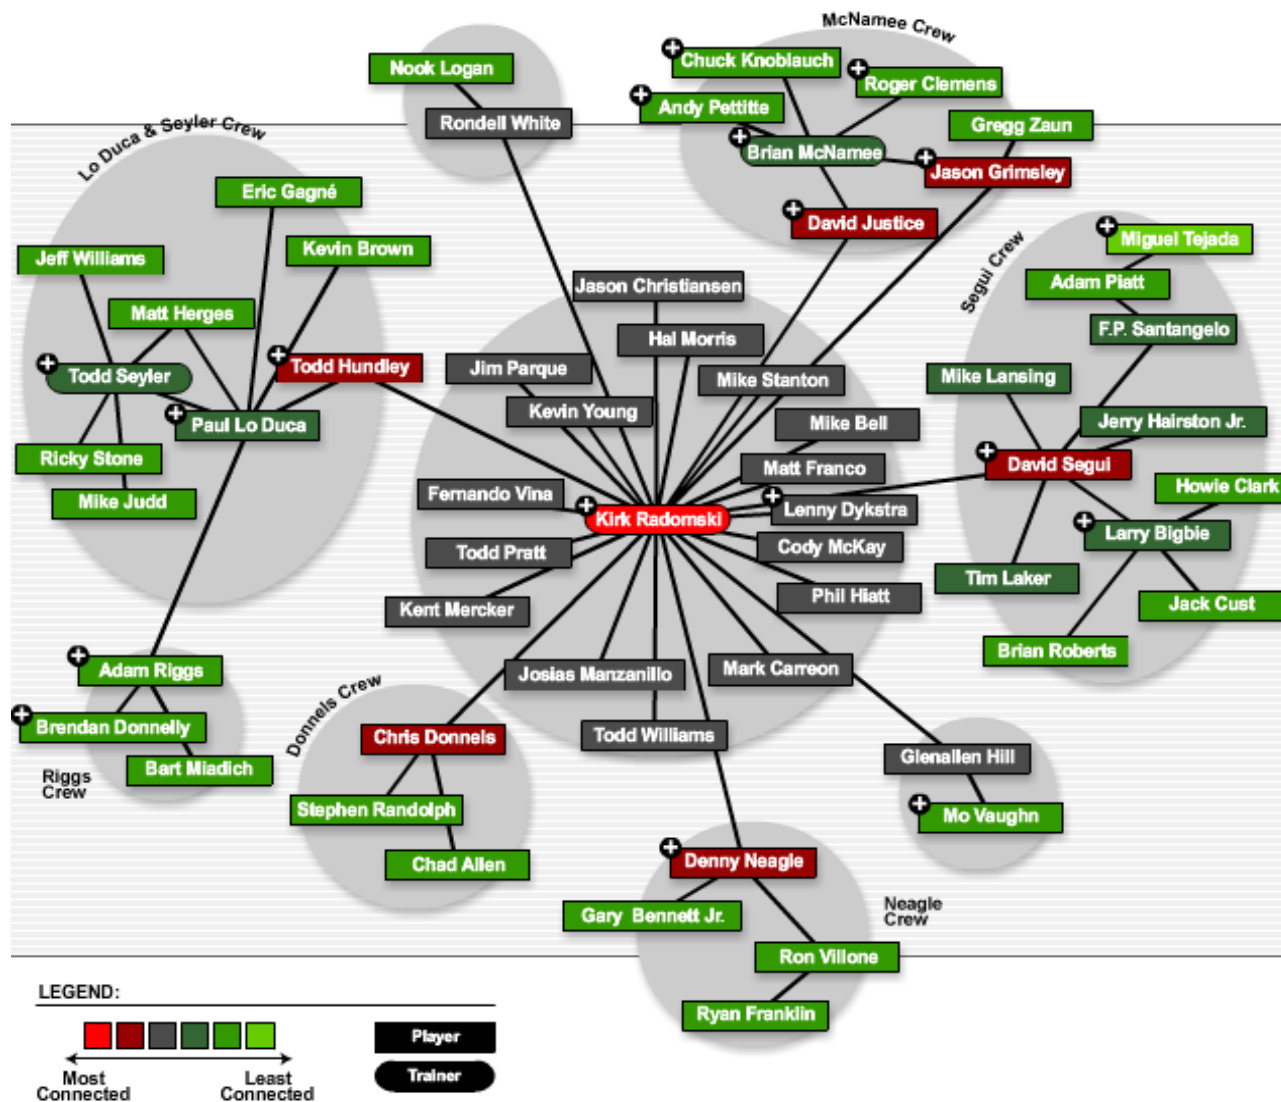 McNamee Crew
Nook Logan
Chuck Knoblauch
Roger Clemens
Andy Pettitte
Rondell White
Gregg Zaun
Lo Duca & Seyler Crew
Brian McNamee
Jason Grimsley
Eric Gagné
David Justice
Segui Crew
Miguel Tejada
Kevin Brown
Jeff Williams
Adam Piatt
Jason Christiansen
Matt Herges
F.P. Santangelo
Hal Morris
Todd Hundley
Jim Parque
Todd Seyler
Mike Stanton
Mike Lansing
Kevin Young
Paul Lo Duca
Mike Bell
Jerry Hairston Jr.
Ricky Stone
Matt Franco
David Segui
Mike Judd
Fernando Vina
Howie Clark
Kirk Radomski
Lenny Dykstra
Larry Bigbie
Todd Pratt
Cody McKay
Tim Laker
Kent Mercker
Phil Hiatt
Jack Cust
Brian Roberts
Adam Riggs
Josias Manzanillo
Mark Carreon
Donnels Crew
Brendan Donnelly
Chris Donnels
Todd Williams
Glenallen Hill
Bart Miadich
Riggs
Crew
Stephen Randolph
Mo Vaughn
Chad Allen
Denny Neagle
Gary Bennett Jr.
Neagle
Crew
Ron Villone
Ryan Franklin
LEGEND:
Player
Most
Connected
Least
Connected
Trainer